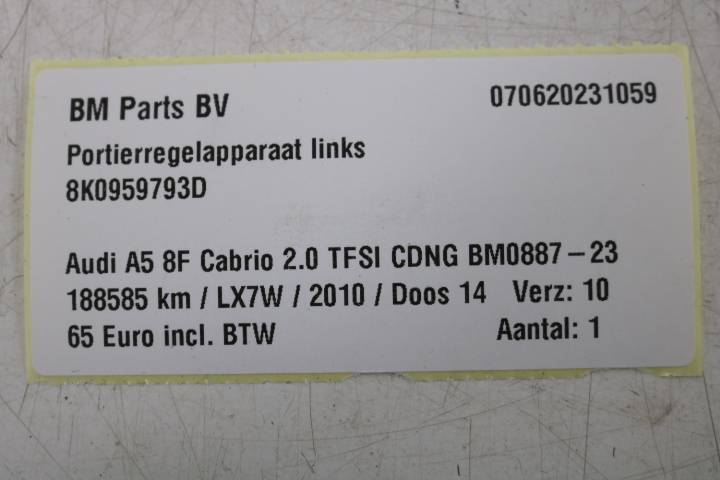 BM Parts BV 070620231059
Portierregelapparaat links
8K0959793D
Audi A5 8F Cabrio 2.0 TFSI CDNG BM0887-23
188585 km / LX7W / 2010 / Doos 14 Verz: 10
65 Euro incl. BTW Aantal: 1